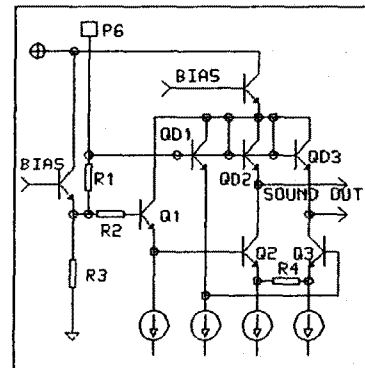 P6
BIAS
QD1
BIAS
QD2
QD3
R1
SOUND OUT
R2
Q1
Q2
Q3
R4
R3